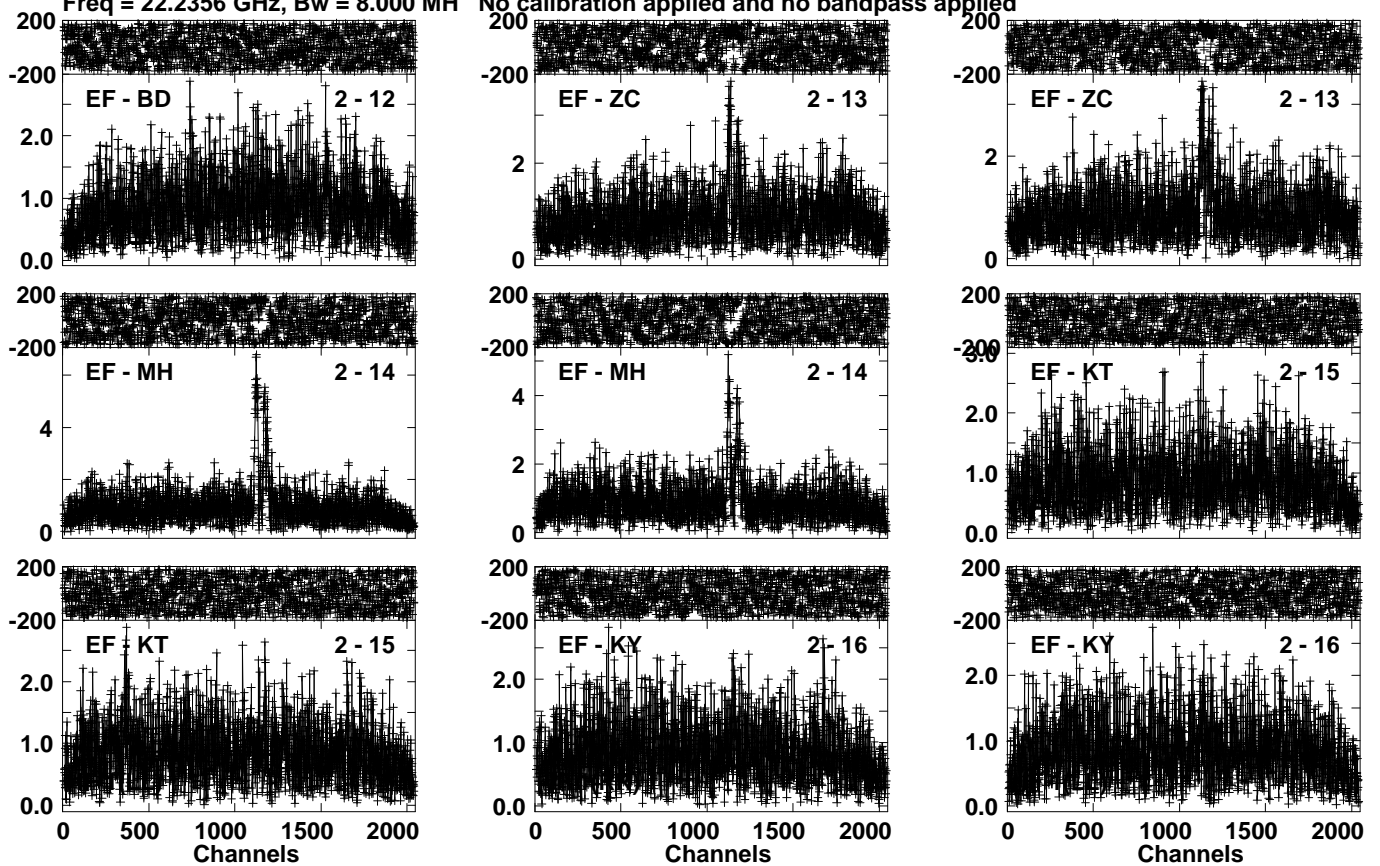 Freq = 22.2356 GHz, Bw = 8.000 MH No calibration applied and no bandpass applied
200 200 200
-200 -200 -200
EF - BD 2 - 12 EF - ZC 2 - 13 EF - ZC 2 - 13
2.0 2 2
1.0
0.0 0 0
200 200 200
-200 -200 -200
3.0
EF - MH 2 - 14 EF - MH 2 - 14 EF - KT 2 - 15
4 4 2.0
2 1.0
0 0 0.0
200 200 200
-200 -200 -200
EF - KT 2 - 15 EF - KY 2 - 16 EF - KY 2 - 16
2.0 2.0 2.0
1.0 1.0 1.0
0.0 0.0 0.0
0 500 1000 1500 2000 0 500 1000 1500 2000 0 500 1000 1500 2000
Channels Channels Channels